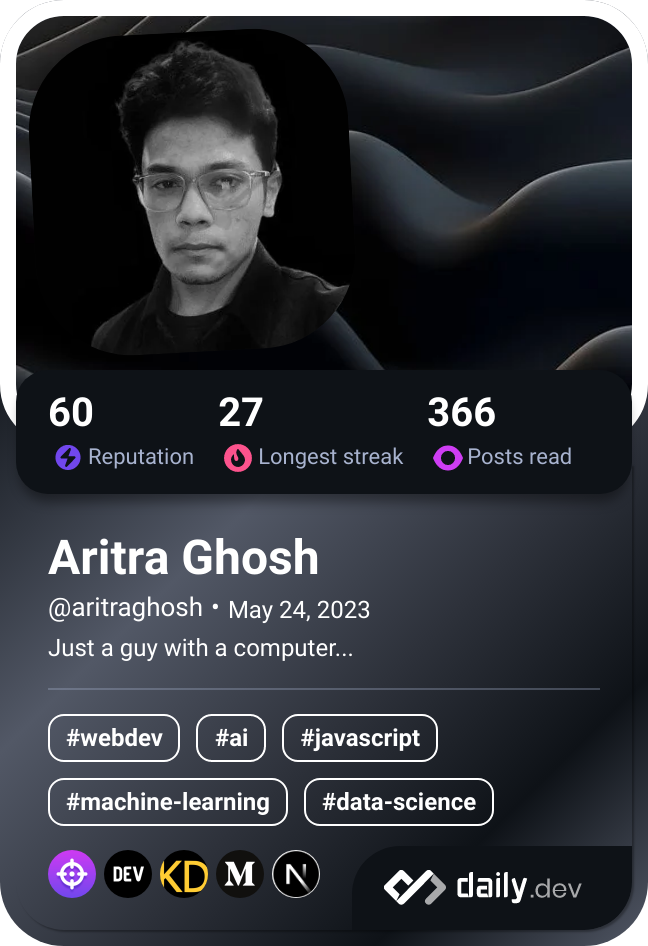 60 27 366
Reputation Longest streak Posts read
Aritra Ghosh
@aritraghosh • May 24, 2023
Just a guy with a computer...
#webdev #ai #javascript
#machine-learning #data-science
DEV KD M N daily.dev